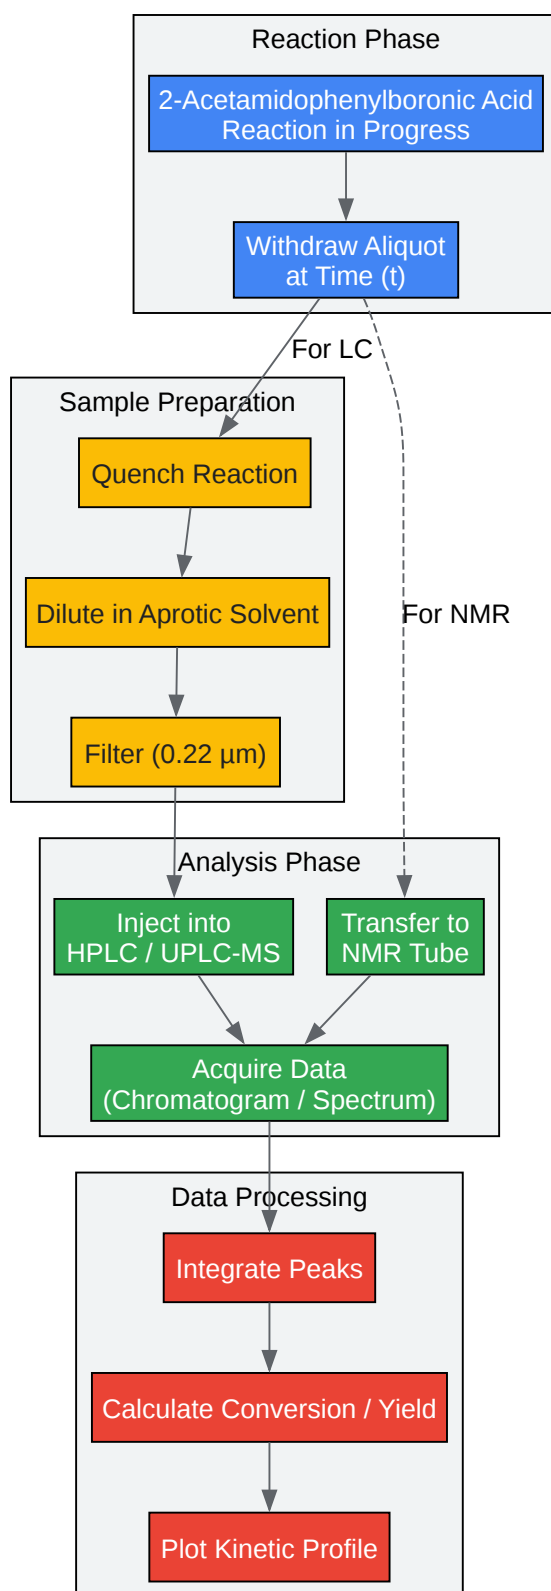 Reaction Phase
2-Acetamidophenylboronic Acid
Reaction in Progress
Withdraw Aliquot
at Time (t)
For LC
Sample Preparation
Quench Reaction
Dilute in Aprotic Solvent
For NMR
Filter (0.22 µm)
Analysis Phase
Inject into
HPLC / UPLC-MS
Transfer to
NMR Tube
Acquire Data
(Chromatogram / Spectrum)
Data Processing
Integrate Peaks
Calculate Conversion / Yield
Plot Kinetic Profile